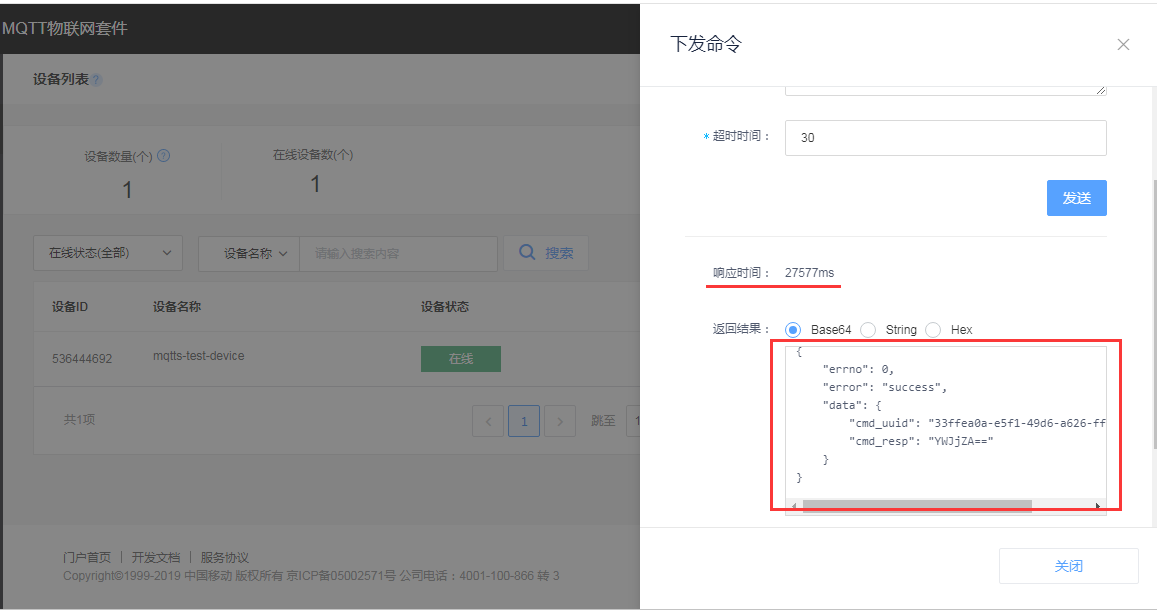 MQTT物联网套件
设备列表 ?
设备数量(个) ?
1
在线设备数(个)
1
在线状态(全部)
设备名称
请输入搜索内容
搜索
设备ID 设备名称 设备状态
536444692 mqtts-test-device 在线
共1项
< 1 > 跳至 1
门户首页 | 开发文档 | 服务协议
Copyright©1999-2019 中国移动 版权所有 京ICP备05002571号 公司电话：4001-100-866 转 3
下发命令
* 超时时间： 30
发送
响应时间： 27577ms
返回结果： Base64 String Hex
{
"errno": 0,
"error": "success",
"data": {
"cmd_uuid": "33ffea0a-e5f1-49d6-a626-ff
"cmd_resp": "YWJjZA=="
}
}
关闭